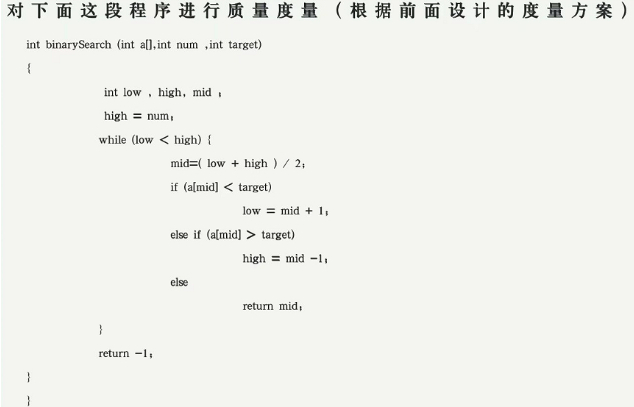 对下面这段程序进行质量度量(根据前面设计的度量方案)
int binarySearch (int a[],int num ,int target)
{
int low , high, mid ;
high = num;
while (low < high) {
mid=( low + high ) / 2;
if (a[mid] < target)
low = mid + 1;
else if (a[mid] > target)
high = mid -1;
else
return mid;
}
return -1;
}
}